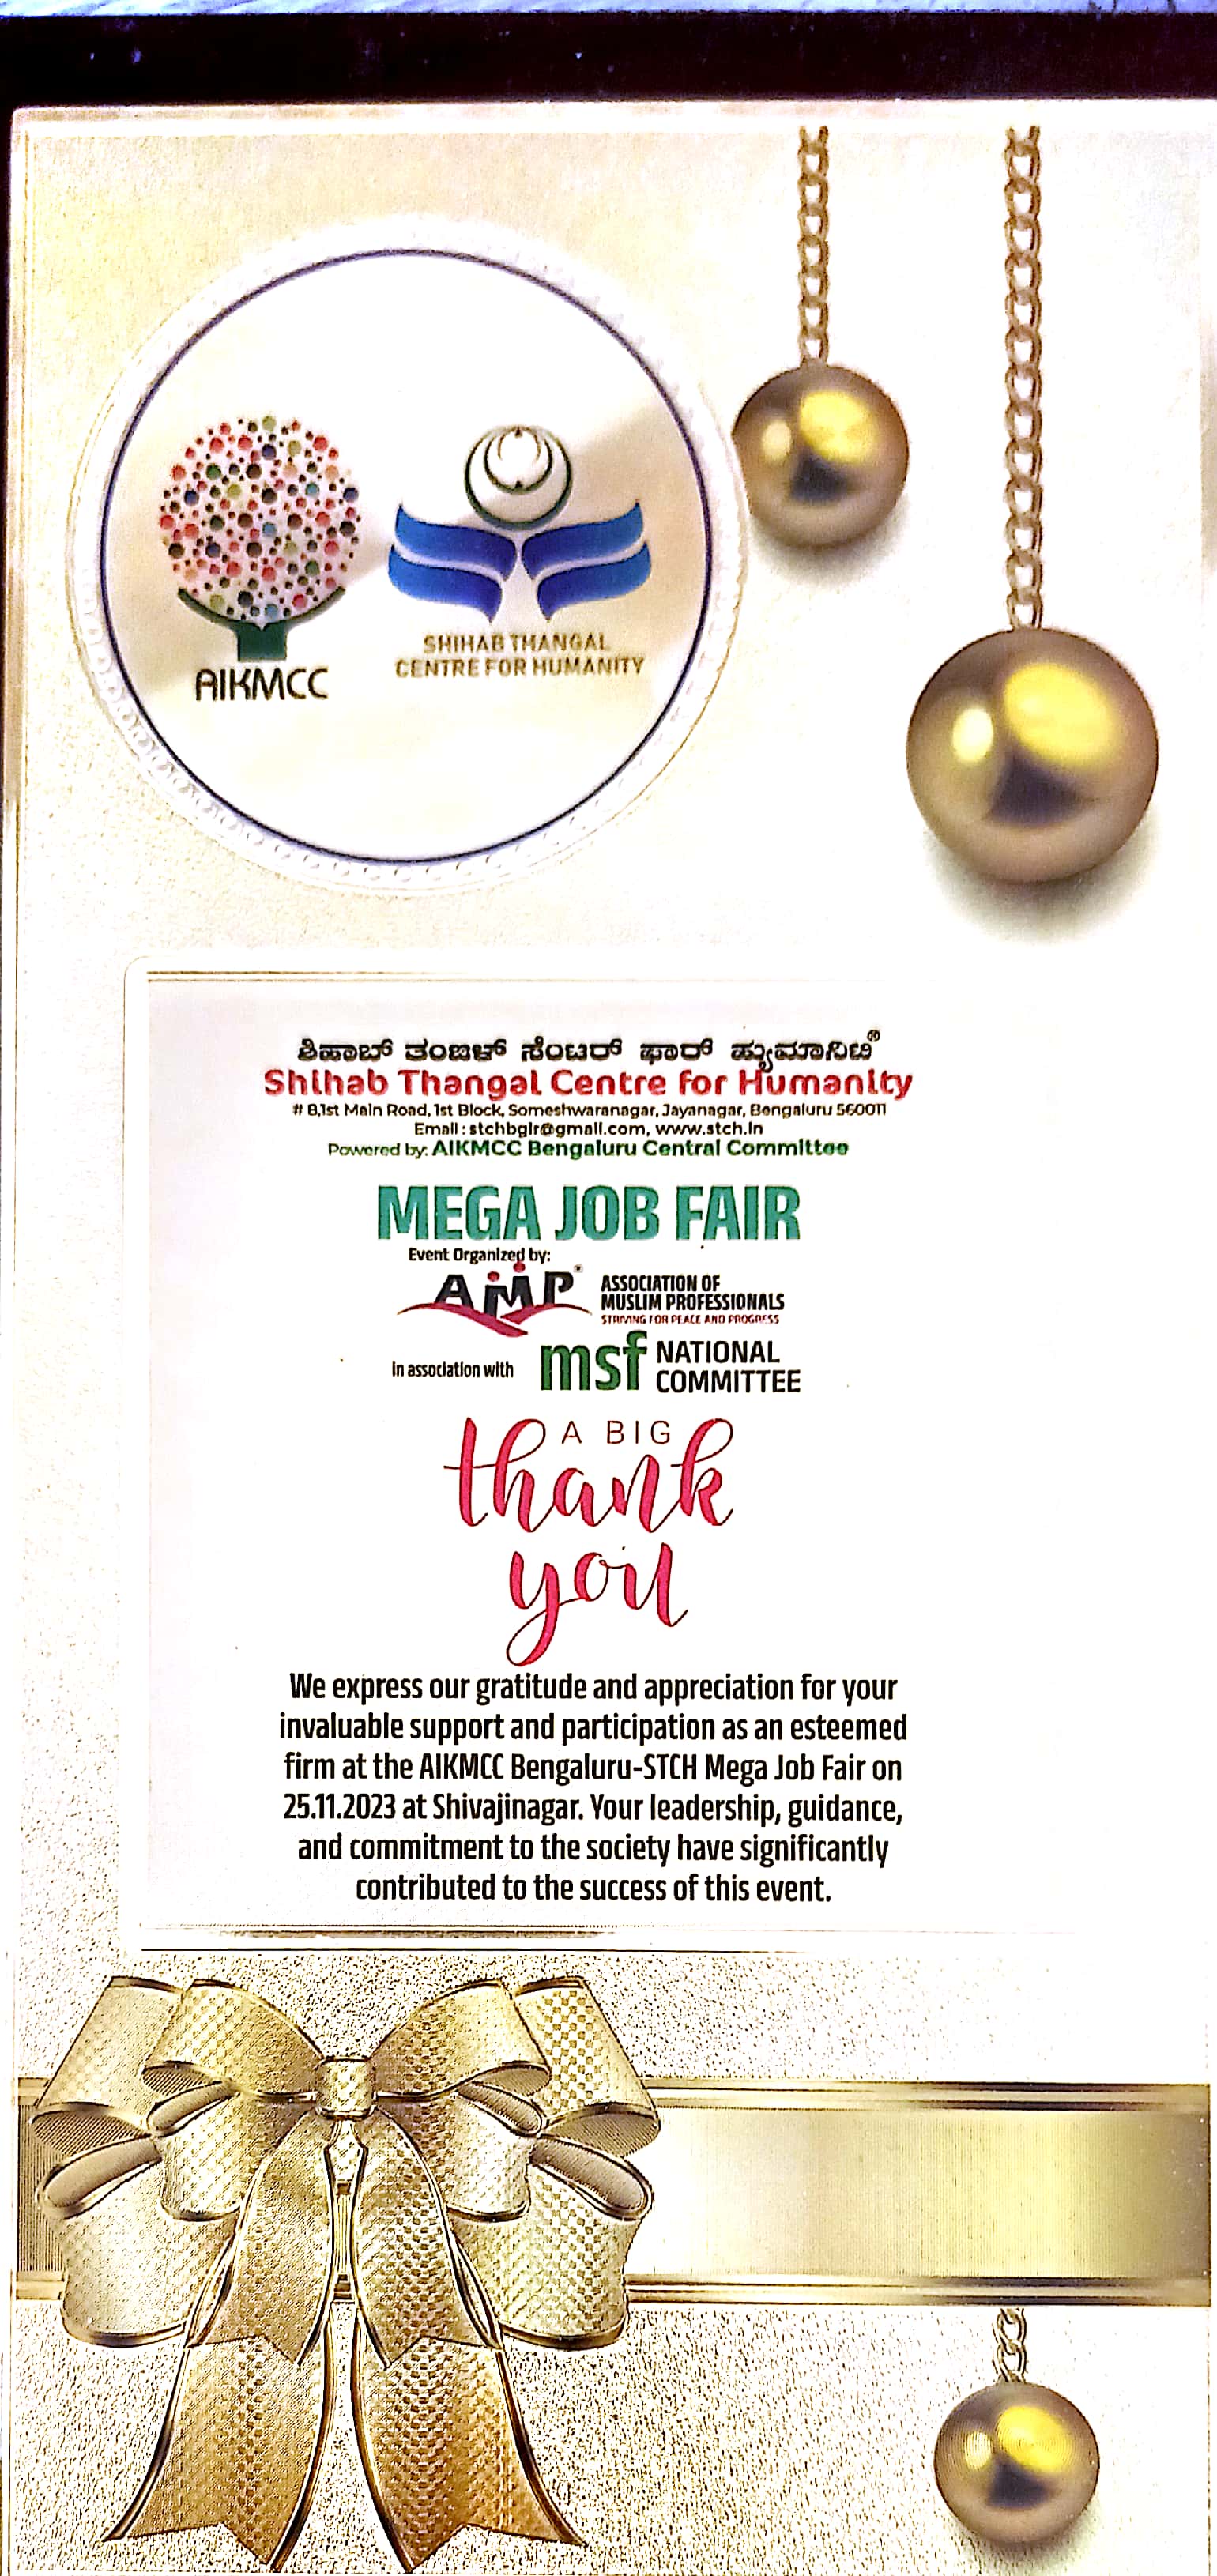 AIKMCC
SHIHAB THANGAL
CENTRE FOR HUMANITY
ಶಿಹಾಬ್ ತಂಙಳ್ ಸೆಂಟರ್ ಫಾರ್ ಹ್ಯುಮಾನಿಟಿ®
Shihab Thangal Centre for Humanity
# 8,1st Main Road, 1st Block, Someshwaranagar, Jayanagar, Bengaluru 560011
Email : stchbglr@gmail.com, www.stch.in
Powered by: AIKMCC Bengaluru Central Committee
MEGA JOB FAIR
Event Organized by:
AMP® ASSOCIATION OF
MUSLIM PROFESSIONALS
STRIVING FOR PEACE AND PROGRESS
in association with msf NATIONAL
COMMITTEE
A BIG
thank
you
We express our gratitude and appreciation for your
invaluable support and participation as an esteemed
firm at the AIKMCC Bengaluru-STCH Mega Job Fair on
25.11.2023 at Shivajinagar. Your leadership, guidance,
and commitment to the society have significantly
contributed to the success of this event.